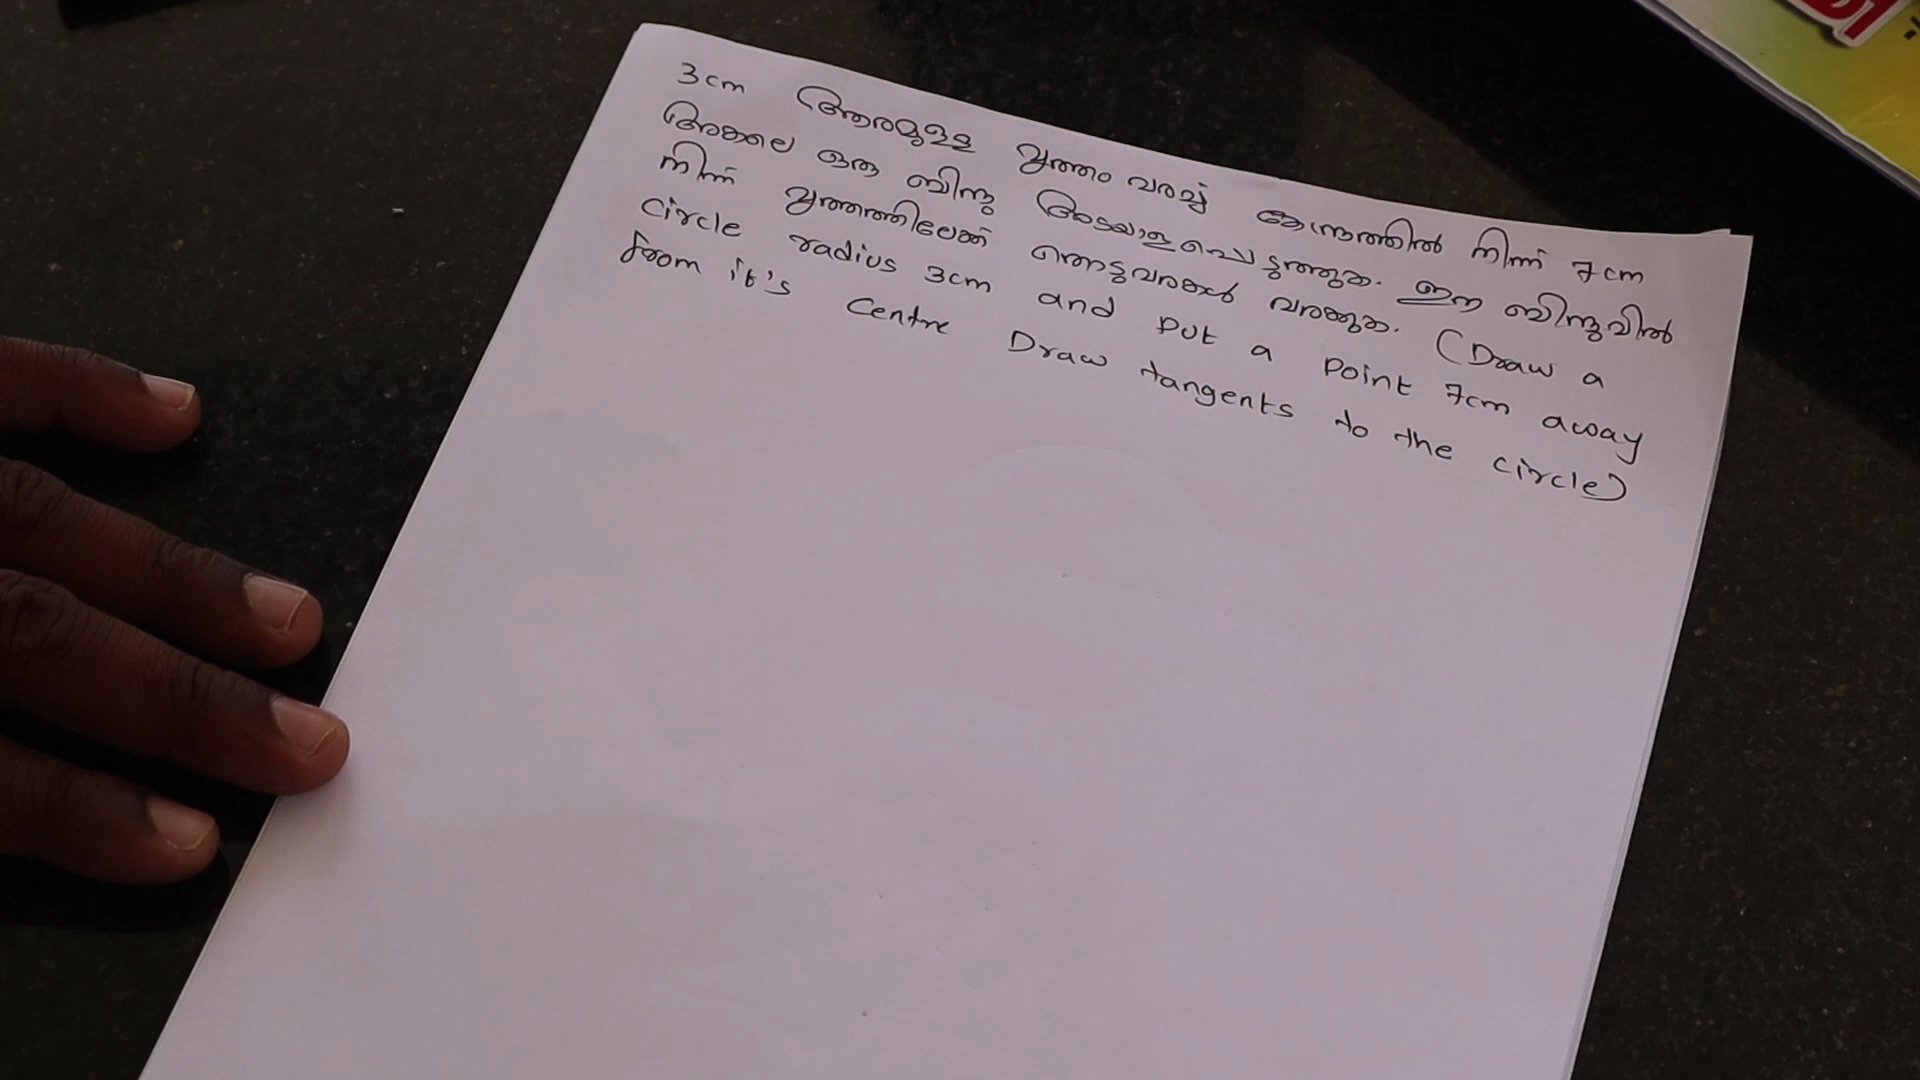 3cm ആരമുള്ള വൃത്തം വരച്ച് കേന്ദ്രത്തിൽ നിന്ന് 7cm
അകലെ ഒരു ബിന്ദു അടയാളപ്പെടുത്തുക. ഈ ബിന്ദുവിൽ
നിന്ന് വൃത്തത്തിലേക്ക് തൊടുവരകൾ വരക്കുക. (Draw a
circle radius 3cm and put a point 7cm away
from it's Centre Draw tangents to the circle)